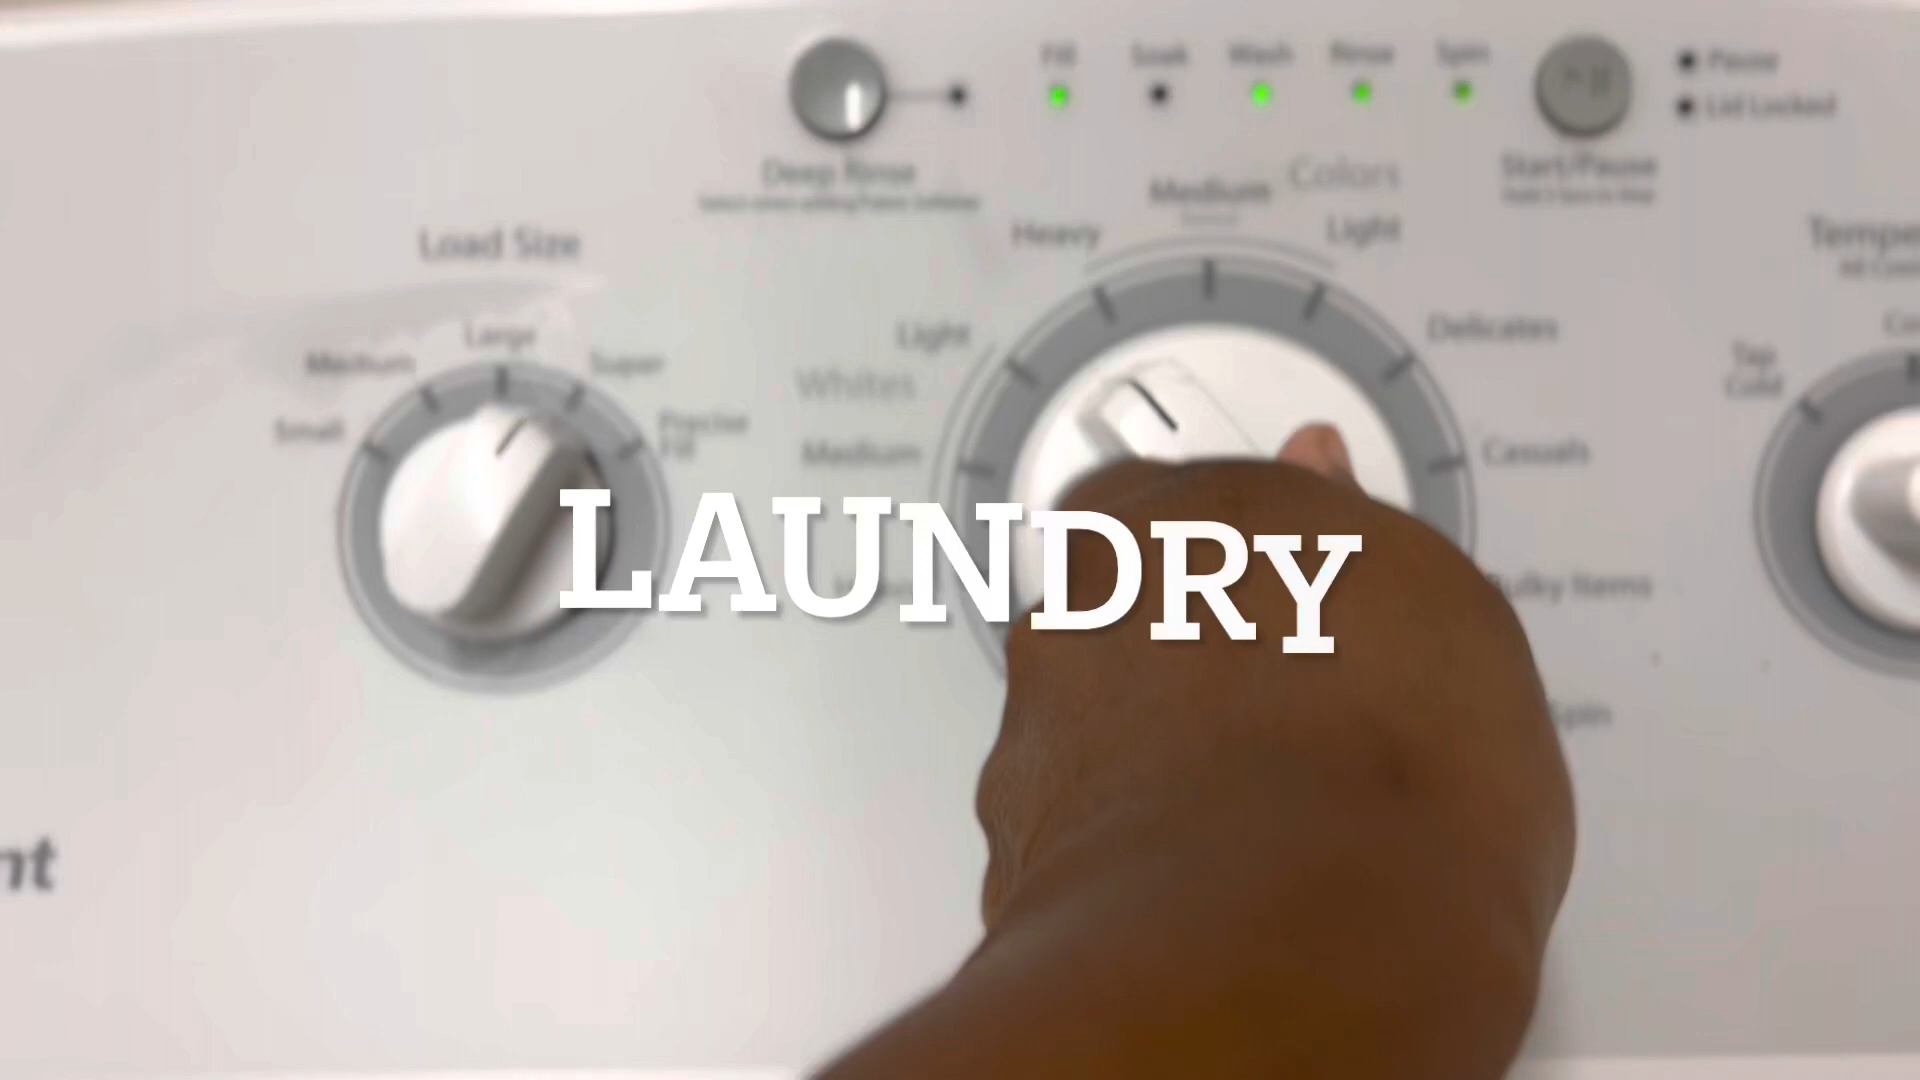 Fill Soak Wash Rinse Spin
Pause
Lid Locked
Deep Rinse
Start/Pause
Colors
Medium
Heavy
Light
Load Size
Large
Medium
Super
Small
Precise
Fill
Light
Whites
Medium
Delicates
Casuals
Tap
Cold
LAUNDRY
Bulky Items
Spin
nt